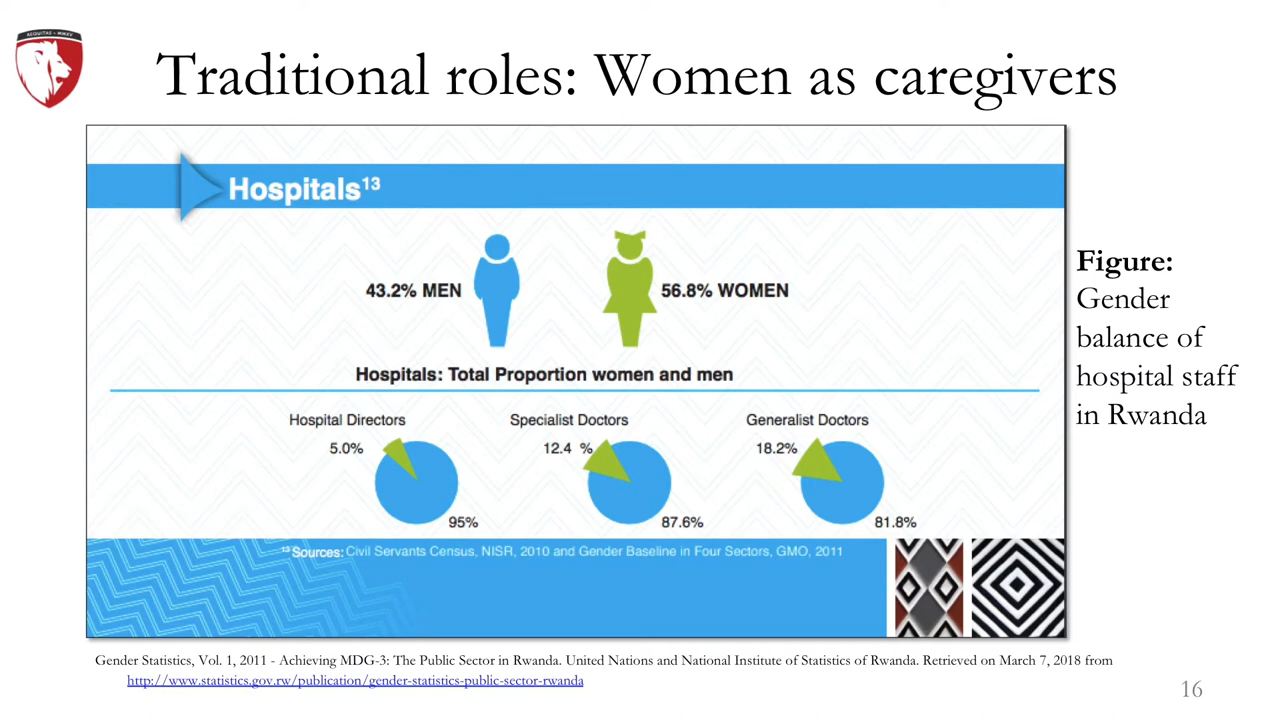 AEQUITAS • MMXV
Traditional roles: Women as caregivers
Hospitals13
43.2% MEN
56.8% WOMEN
Hospitals: Total Proportion women and men
Hospital Directors
5.0%
95%
Specialist Doctors
12.4 %
87.6%
Generalist Doctors
18.2%
81.8%
13 Sources: Civil Servants Census, NISR, 2010 and Gender Baseline in Four Sectors, GMO, 2011
Figure:
Gender
balance of
hospital staff
in Rwanda
Gender Statistics, Vol. 1, 2011 - Achieving MDG-3: The Public Sector in Rwanda. United Nations and National Institute of Statistics of Rwanda. Retrieved on March 7, 2018 from
http://www.statistics.gov.rw/publication/gender-statistics-public-sector-rwanda
16